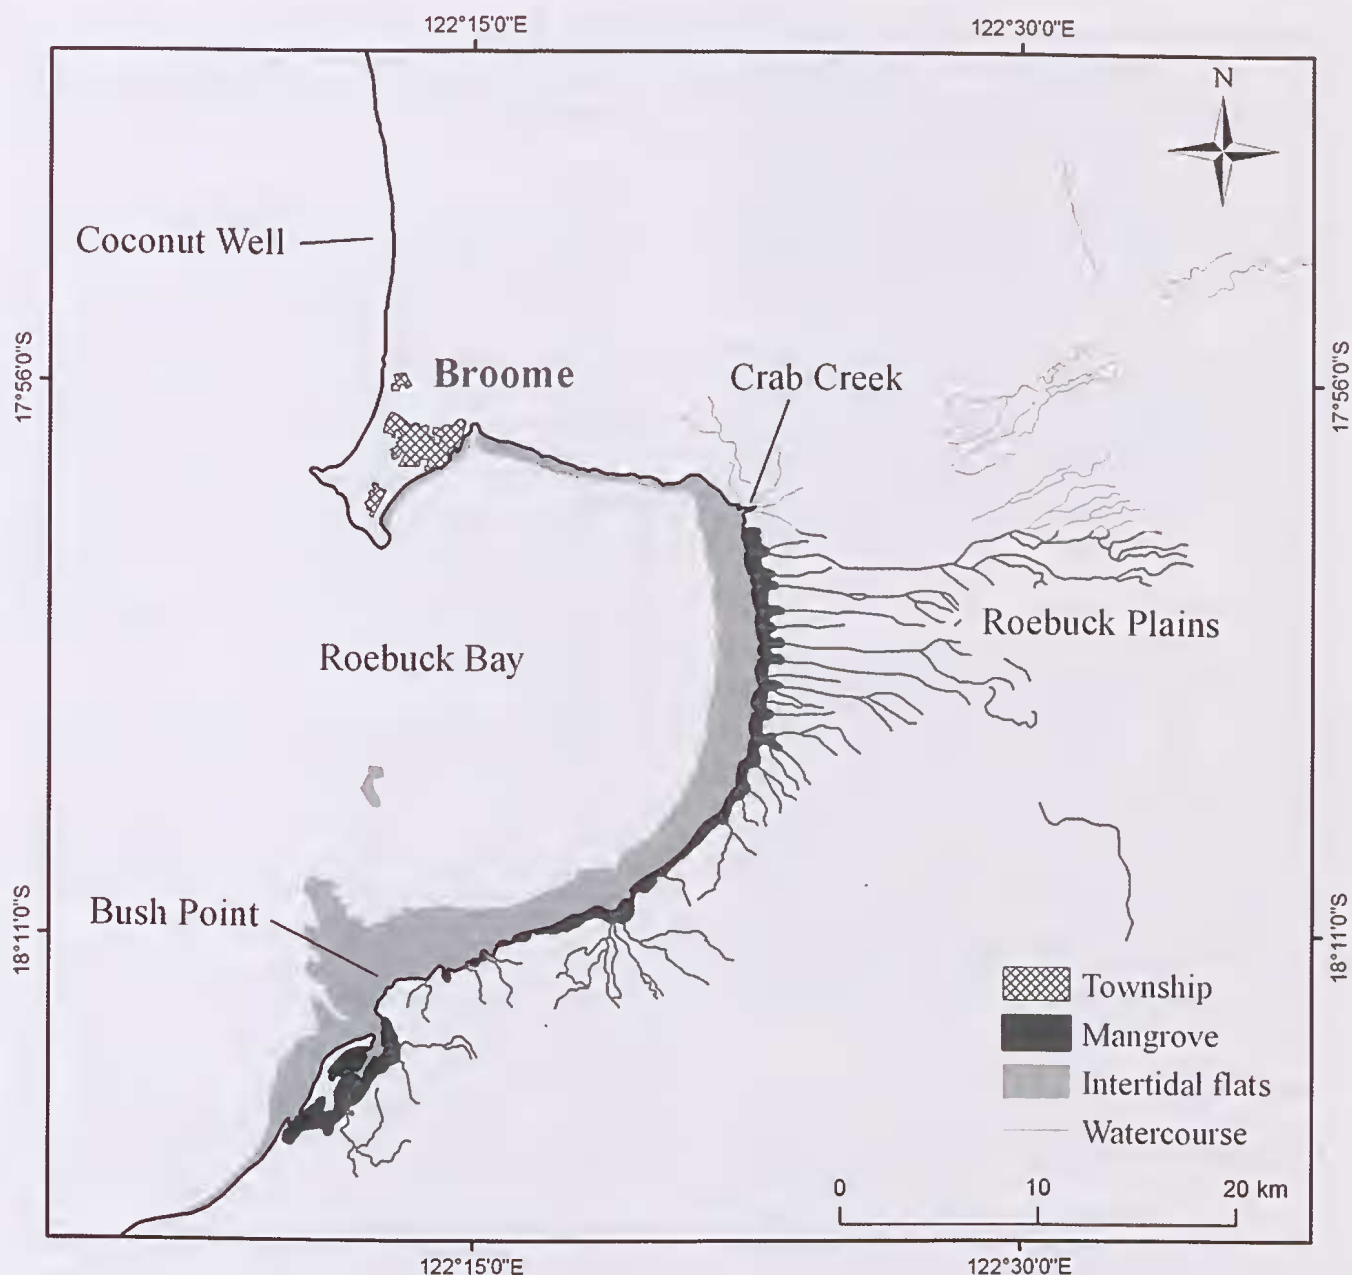 122°15'0"E
122°30'0"E
N
Coconut Well
17°56'0"S
17°56'0"S
Broome
Crab Creek
Roebuck Plains
Roebuck Bay
Bush Point
18°11'0"S
18°11'0"S
Township
Mangrove
Intertidal flats
Watercourse
0 10 20 km
122°15'0"E
122°30'0"E